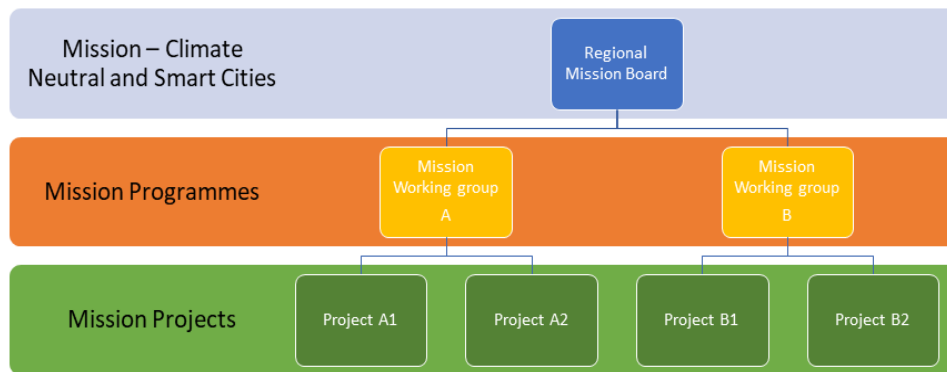 Mission – Climate
Neutral and Smart Cities
Regional
Mission Board
Mission Programmes
Mission
Working group
A
Mission
Working group
B
Mission Projects
Project A1
Project A2
Project B1
Project B2